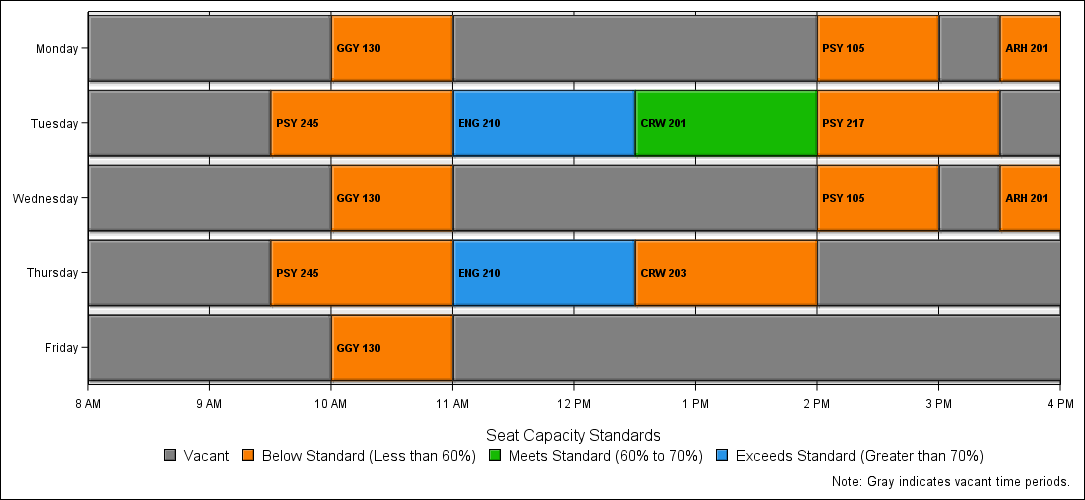 Monday
GGY 130
PSY 105
ARH 201
Tuesday
PSY 245
ENG 210
CRW 201
PSY 217
Wednesday
GGY 130
PSY 105
ARH 201
Thursday
PSY 245
ENG 210
CRW 203
Friday
GGY 130
8 AM
9 AM
10 AM
11 AM
12 PM
1 PM
2 PM
3 PM
4 PM
Seat Capacity Standards
Vacant
Below Standard (Less than 60%)
Meets Standard (60% to 70%)
Exceeds Standard (Greater than 70%)
Note: Gray indicates vacant time periods.